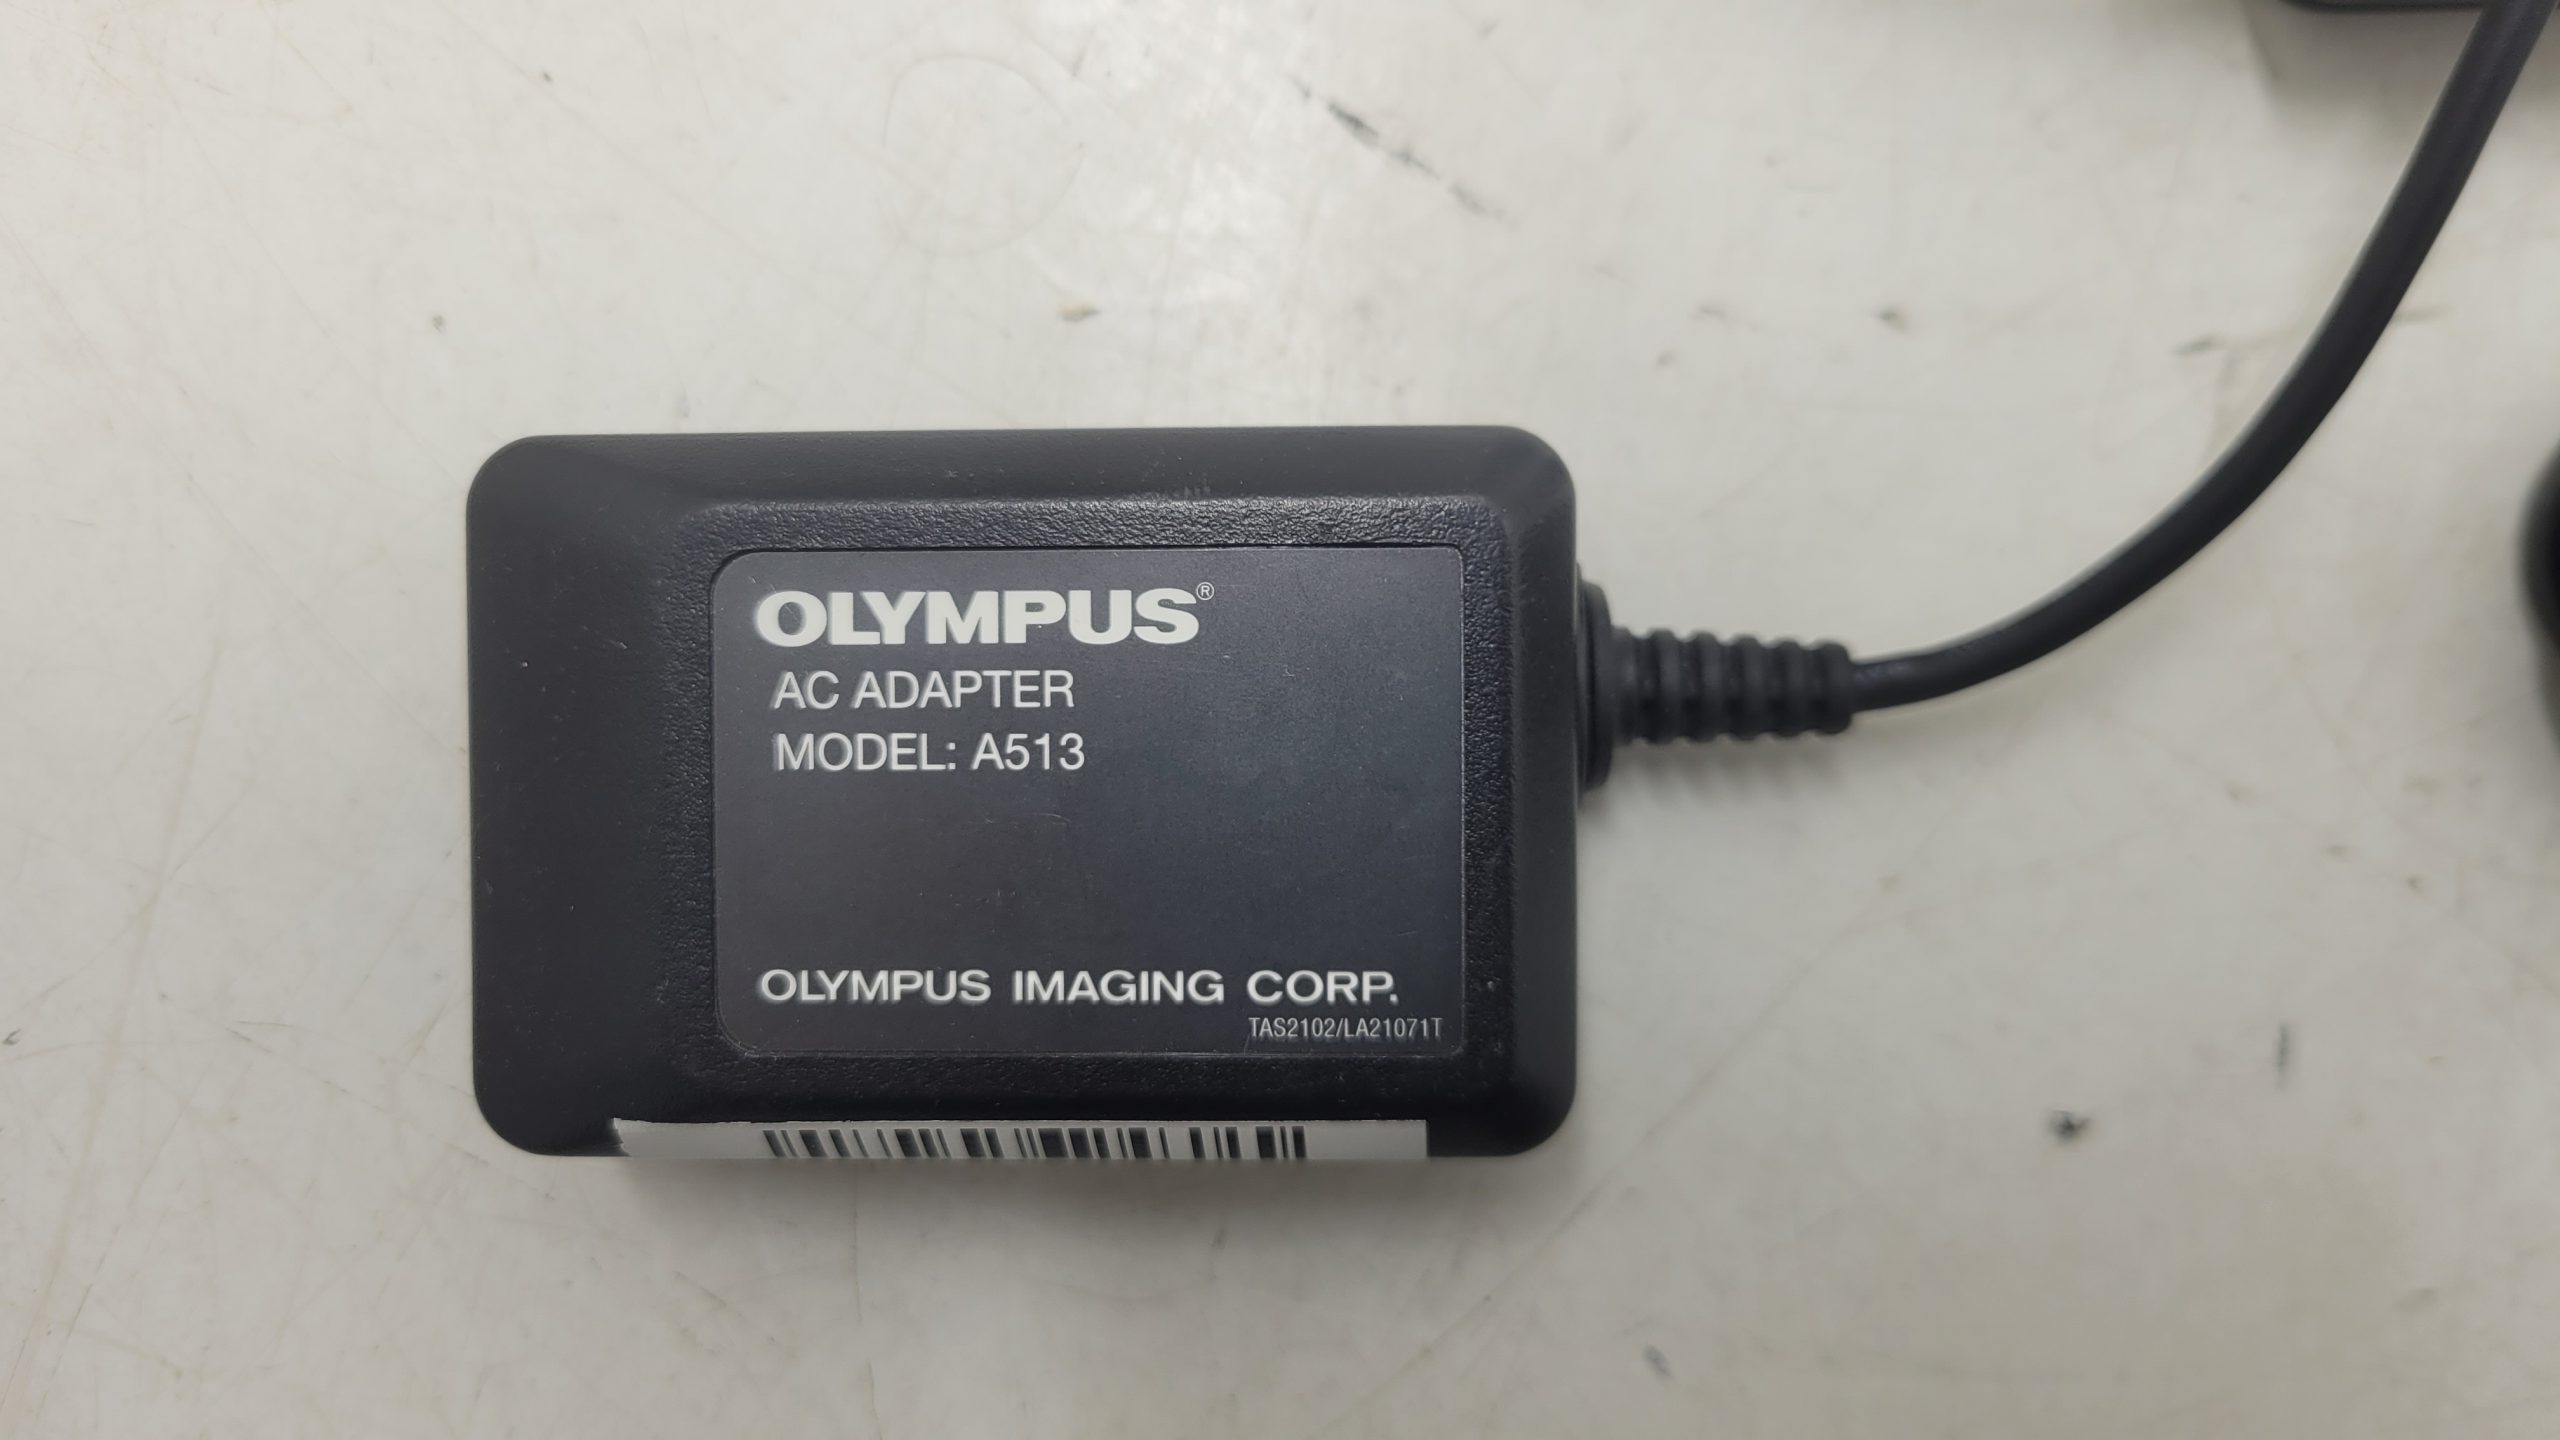 OLYMPUS®
AC ADAPTER
MODEL: A513
OLYMPUS IMAGING CORP.
TAS2102/LA21071T